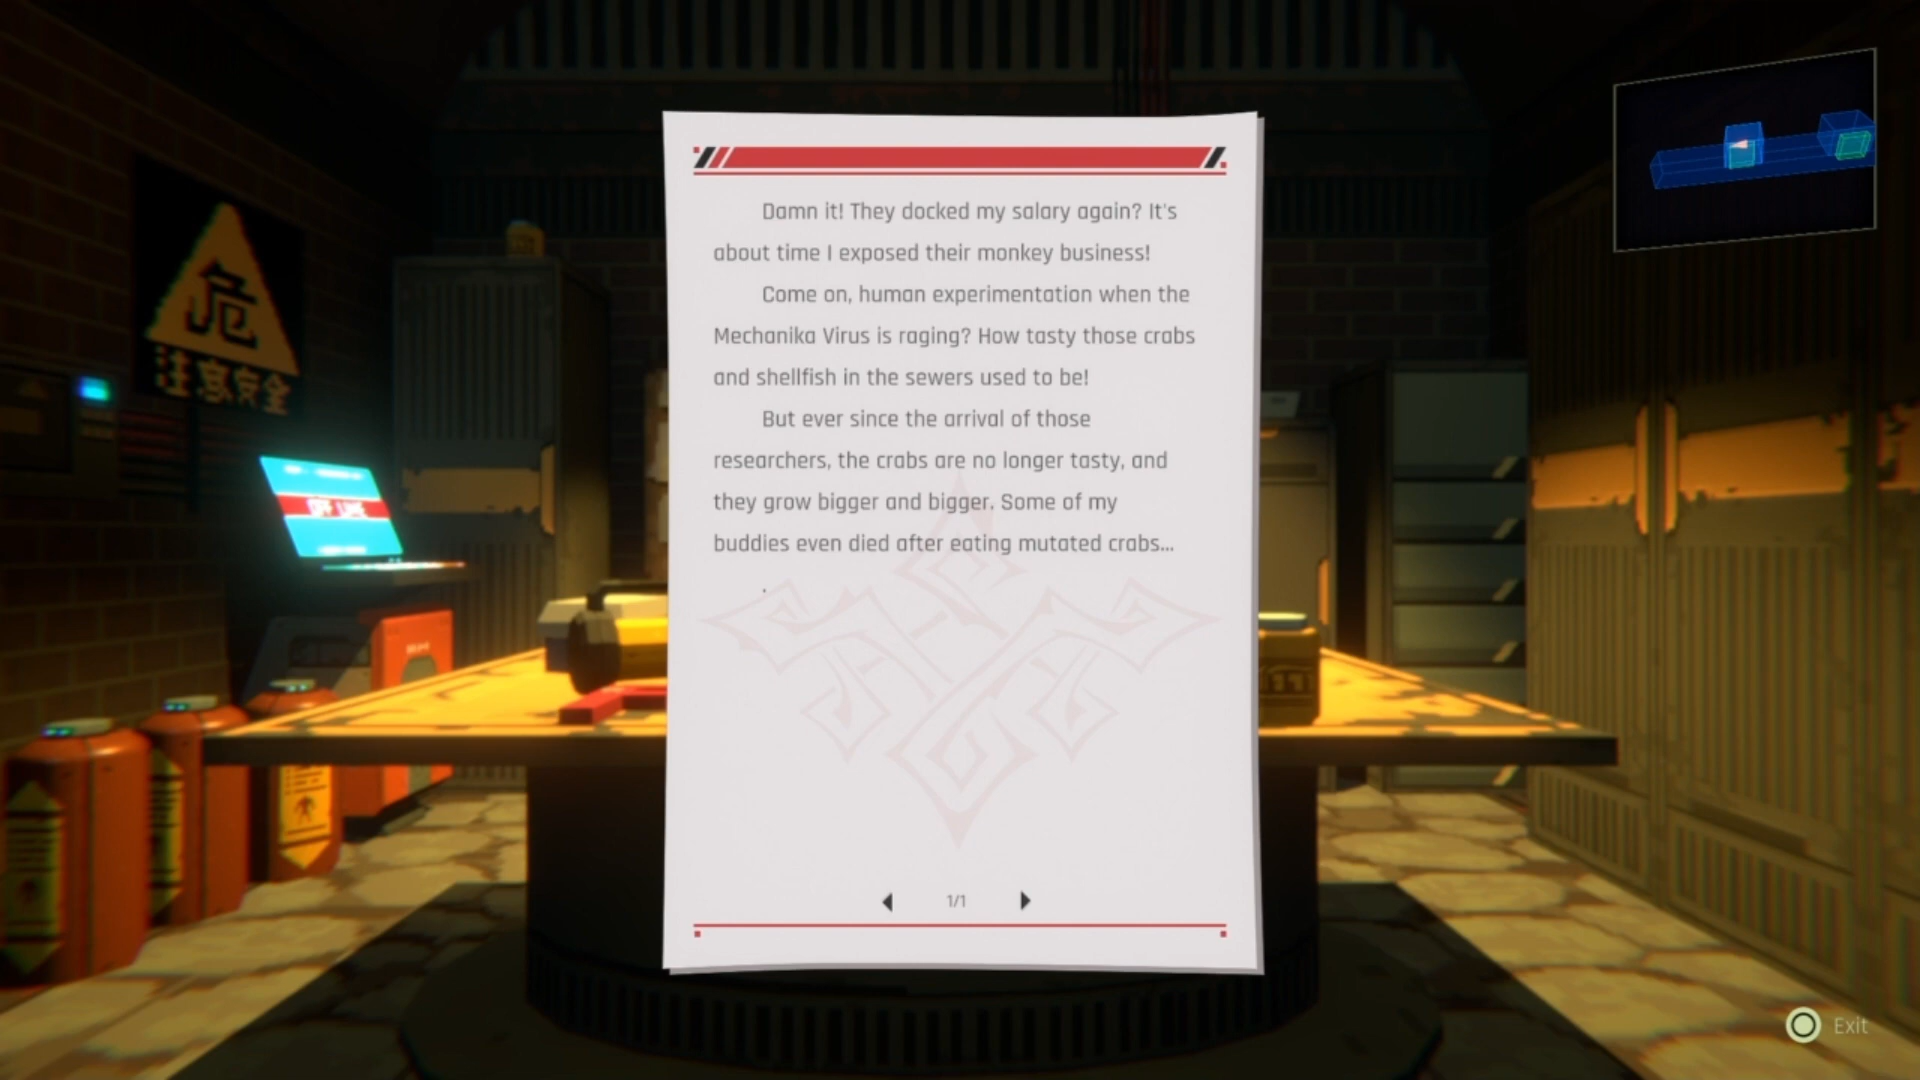 Damn it! They docked my salary again? It's
about time I exposed their monkey business!
Come on, human experimentation when the
Mechanika Virus is raging? How tasty those crabs
and shellfish in the sewers used to be!
But ever since the arrival of those
researchers, the crabs are no longer tasty, and
they grow bigger and bigger. Some of my
buddies even died after eating mutated crabs...
.
1/1
危
注意安全
OFF LINE
Exit